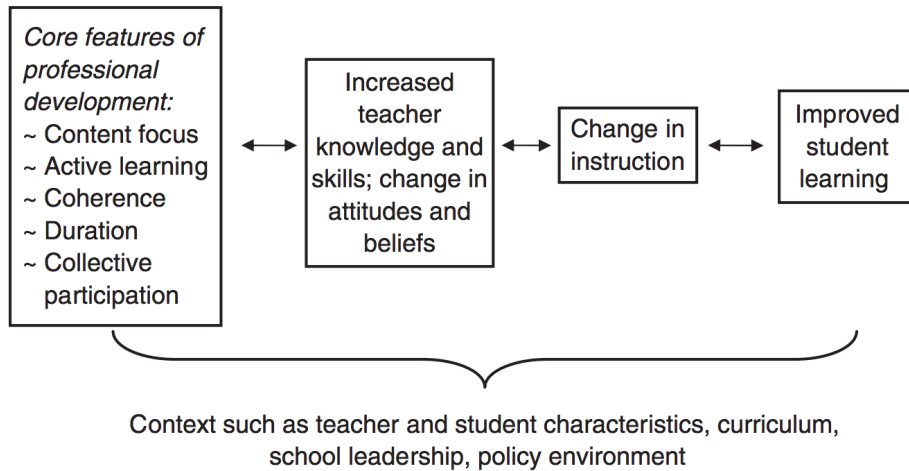 Core features of
professional
development:
~ Content focus
~ Active learning
~ Coherence
~ Duration
~ Collective
participation
Increased
teacher
knowledge and
skills; change in
attitudes and
beliefs
Change in
instruction
Improved
student
learning
Context such as teacher and student characteristics, curriculum,
school leadership, policy environment